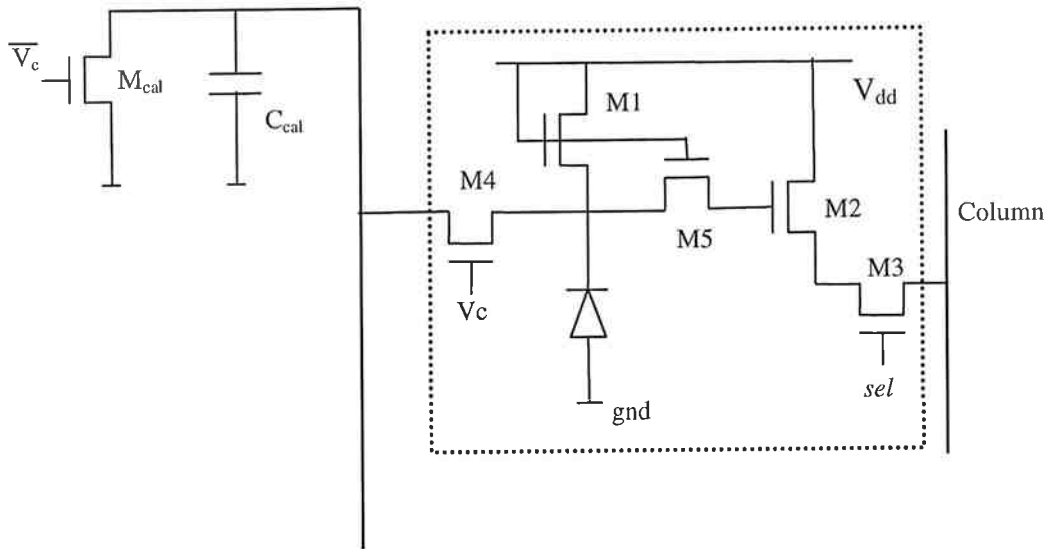 V̅c̅
Mcal
Ccal
M1
Vdd
M4
M5
M2
Column
M3
Vc
sel
gnd